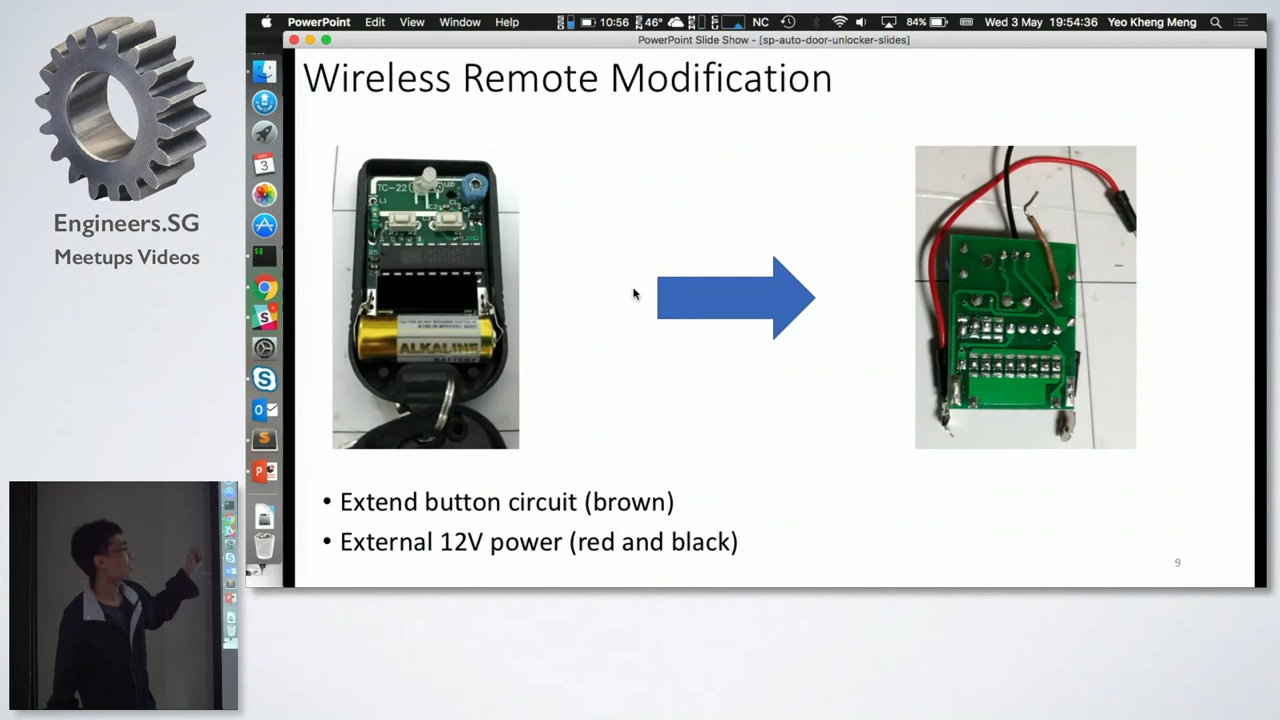 PowerPoint Edit View Window Help 10:56 46° NC 84% Wed 3 May 19:54:36 Yeo Kheng Meng
PowerPoint Slide Show - [sp-auto-door-unlocker-slides]
Wireless Remote Modification
Engineers.SG
Meetups Videos
TC-22
LED
ALKALINE
BATTERY
• Extend button circuit (brown)
• External 12V power (red and black)
9